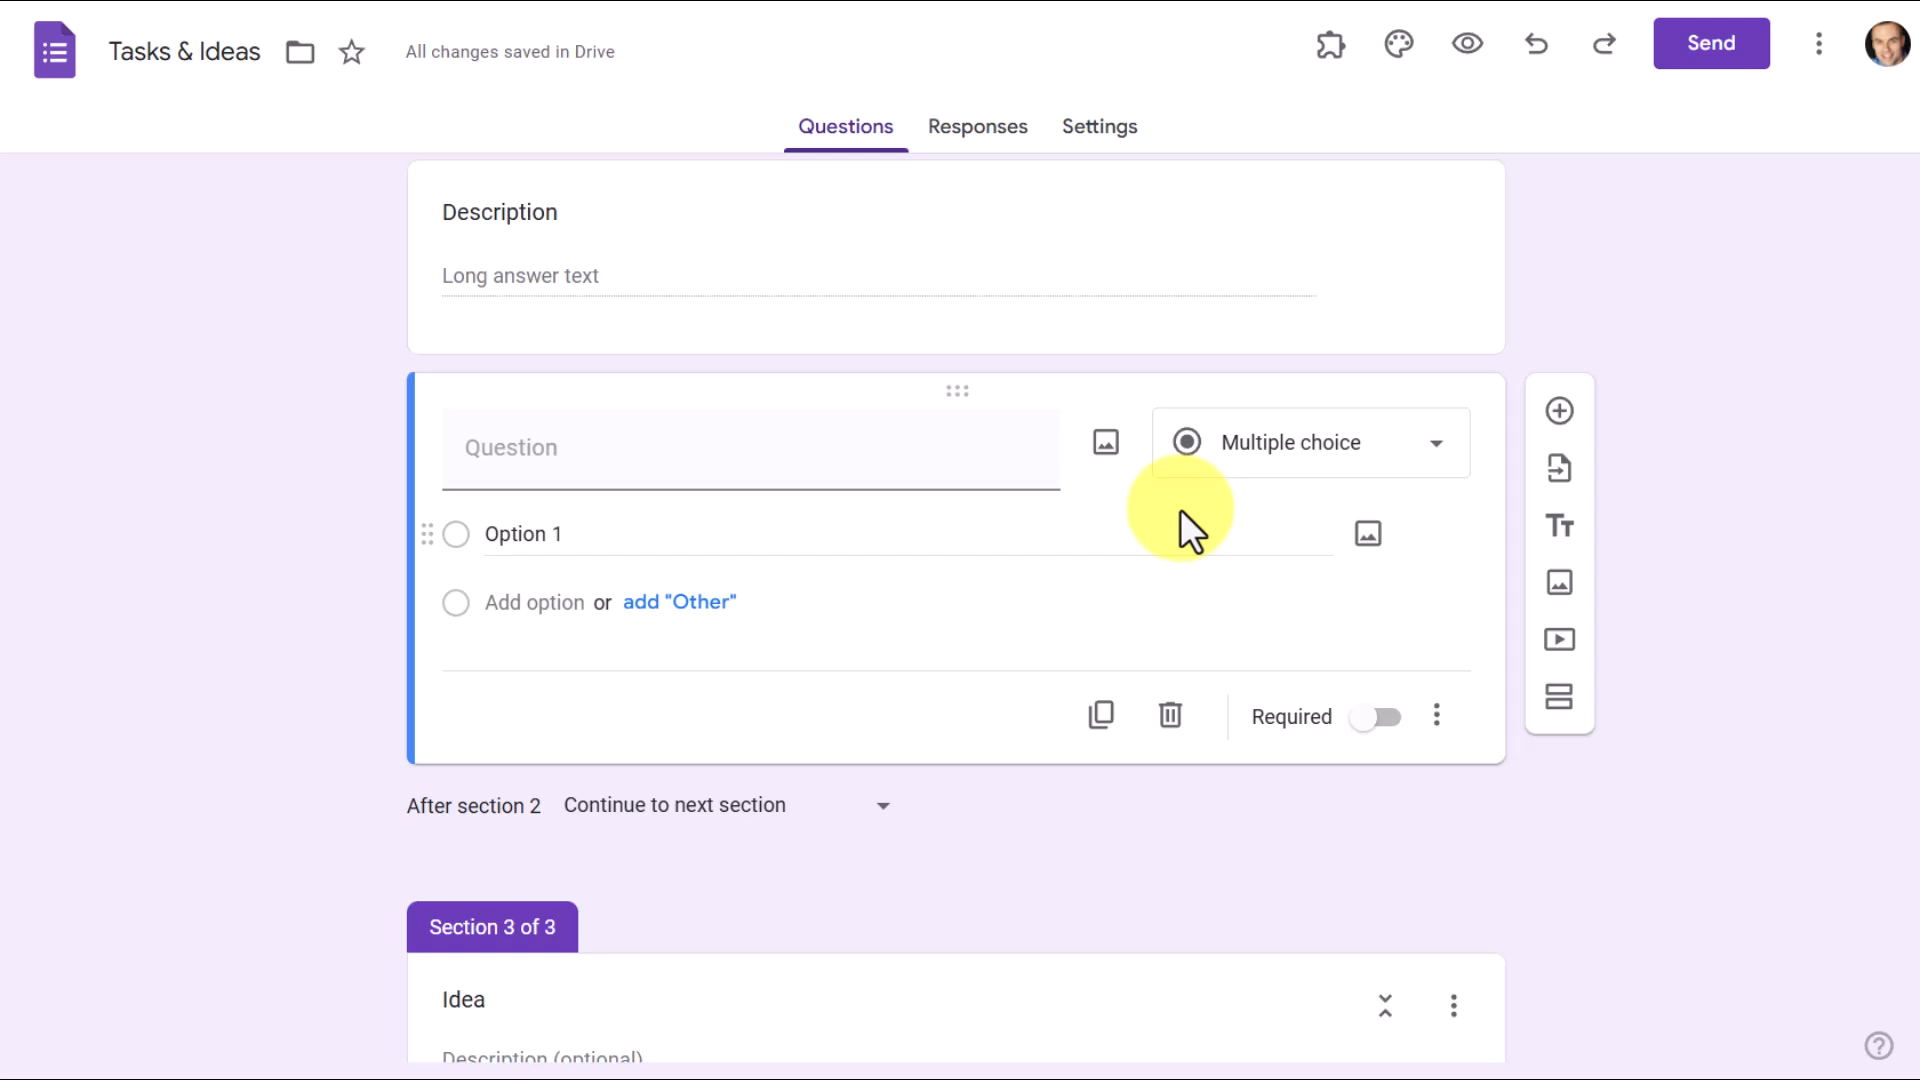 Tasks & Ideas
All changes saved in Drive
Send
Questions
Responses
Settings
Description
Long answer text
Question
Multiple choice
Option 1
Add option or add "Other"
Required
After section 2 Continue to next section
Section 3 of 3
Idea
Description (optional)